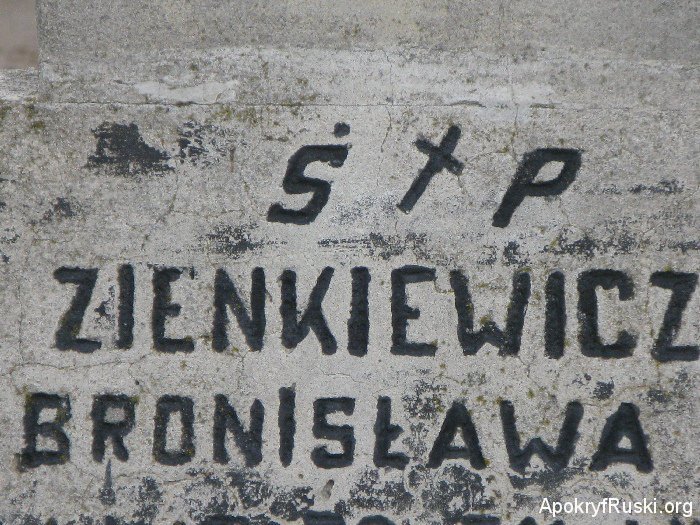 Ś † P
ZIENKIEWICZ
BRONISŁAWA
ApokryfRuski.org